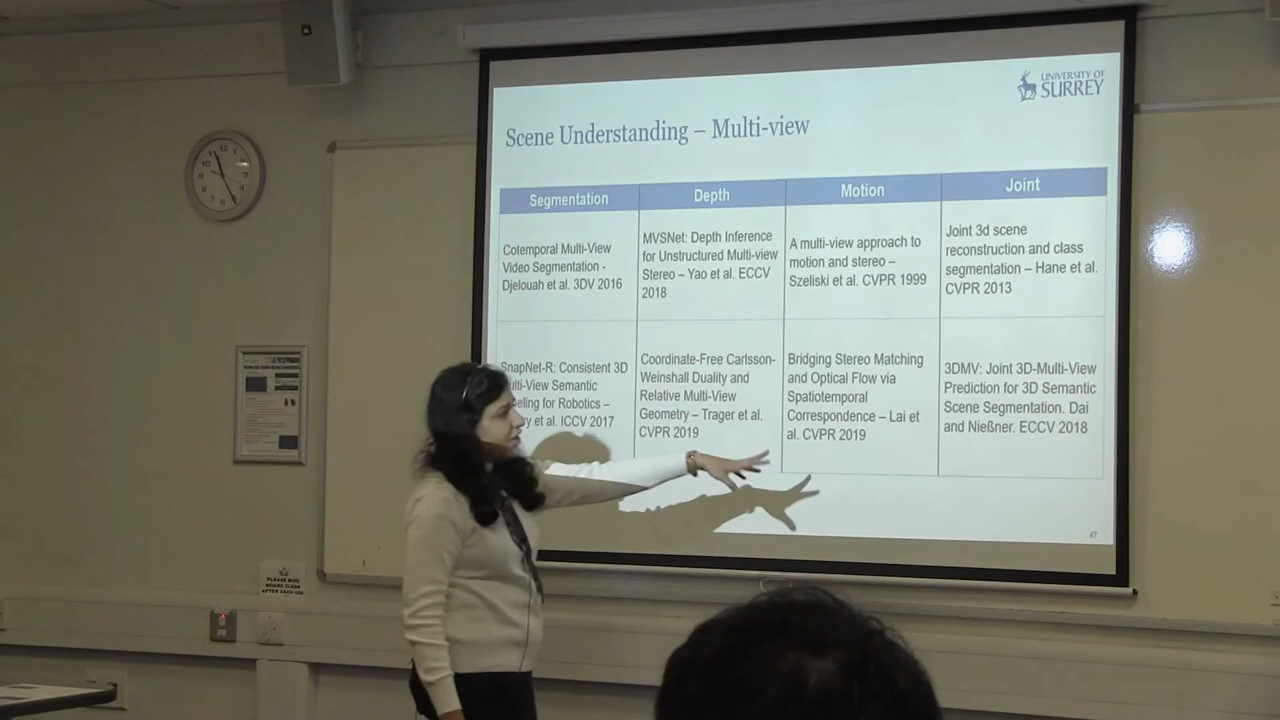 UNIVERSITY OF
SURREY
Scene Understanding – Multi-view
Segmentation
Depth
Motion
Joint
Cotemporal Multi-View
Video Segmentation -
Djelouah et al. 3DV 2016
MVSNet: Depth Inference
for Unstructured Multi-view
Stereo – Yao et al. ECCV
2018
A multi-view approach to
motion and stereo –
Szeliski et al. CVPR 1999
Joint 3d scene
reconstruction and class
segmentation – Hane et al.
CVPR 2013
SnapNet-R: Consistent 3D
ulti-View Semantic
eling for Robotics –
et al. ICCV 2017
Coordinate-Free Carlsson-
Weinshall Duality and
Relative Multi-View
Geometry – Trager et al.
CVPR 2019
Bridging Stereo Matching
and Optical Flow via
Spatiotemporal
Correspondence – Lai et
al. CVPR 2019
3DMV: Joint 3D-Multi-View
Prediction for 3D Semantic
Scene Segmentation. Dai
and Nießner. ECCV 2018
47
PLEASE WIPE
BOARD CLEAN
AFTER EACH USE